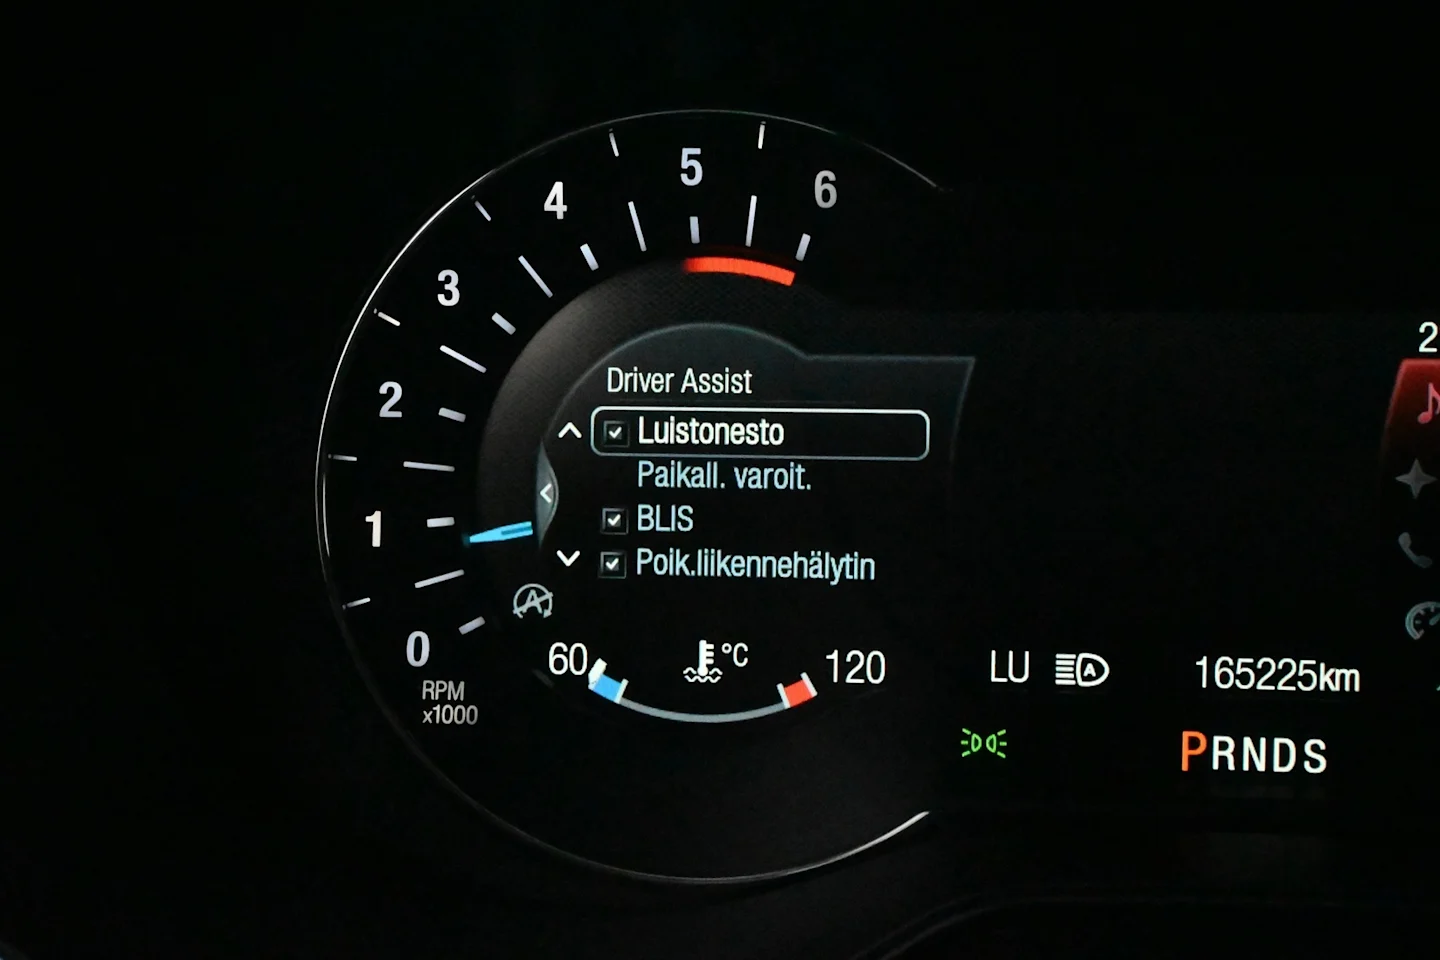 6
5
4
3
2
1
0
RPM
x1000
Driver Assist
Luistonesto
Paikall. varoit.
BLIS
Poik.liikennehälytin
60 °C 120
2
LU A 165225km
PRNDS